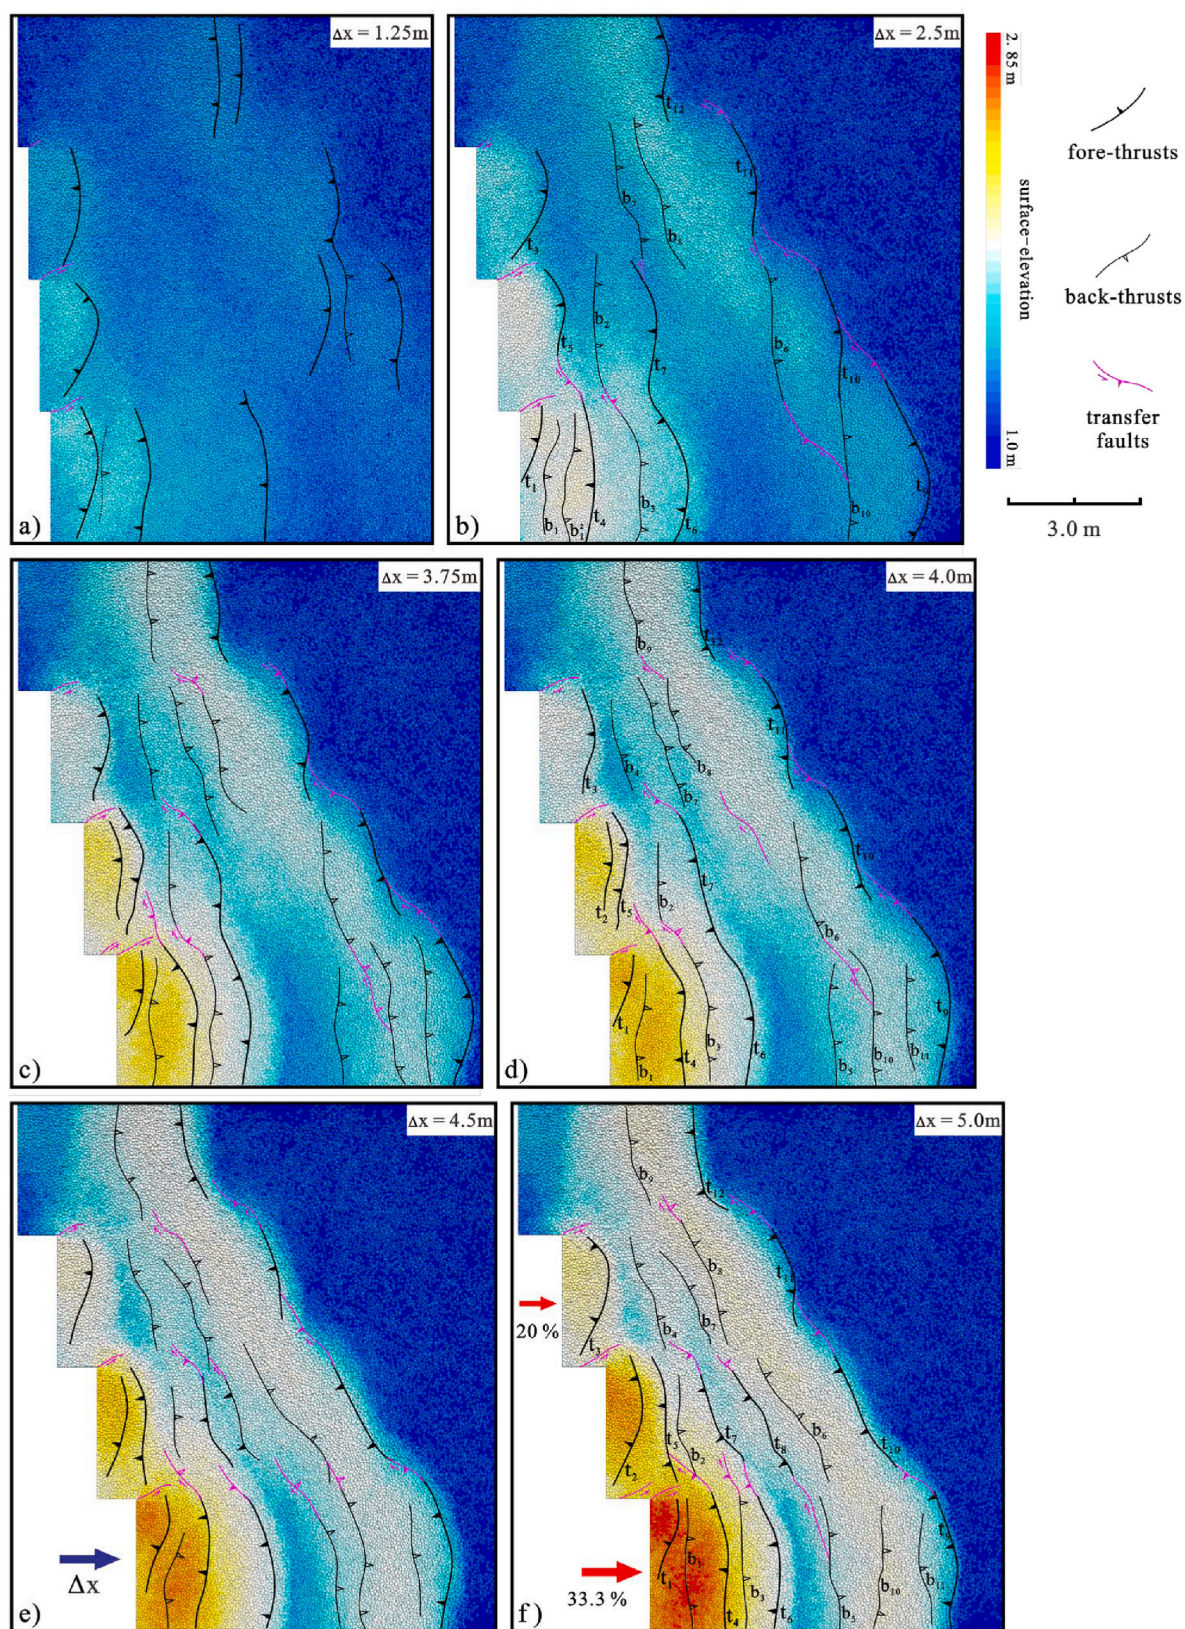 Δx = 1.25m
a)
Δx = 2.5m
t₁₂
t₁₁
b₇
b₈
t₃
b₂
t₅
t₇
b₆
t₁₀
t₁
b₁
b₁²
t₄
b₃
t₆
b₁₀
t₉
b)
2.85 m
surface-elevation
1.0 m
fore-thrusts
back-thrusts
transfer
faults
3.0 m
Δx = 3.75m
c)
Δx = 4.0m
b₉
t₁₂
t₁₁
b₄
b₈
t₃
b₇
t₁₀
t₂
t₅
b₂
t₇
b₆
t₁
b₁
t₄
b₃
t₆
b₅
b₁₀
b₁₁
t₉
d)
Δx = 4.5m
Δx
e)
Δx = 5.0m
b₉
t₁₂
b₈
t₁₁
20 %
t₃
b₄
b₇
b₆
t₁₀
t₂
t₅
b₂
t₇
t₈
t₉
33.3 %
t₁
b₁
t₄
b₃
t₆
b₅
b₁₀
b₁₁
f)